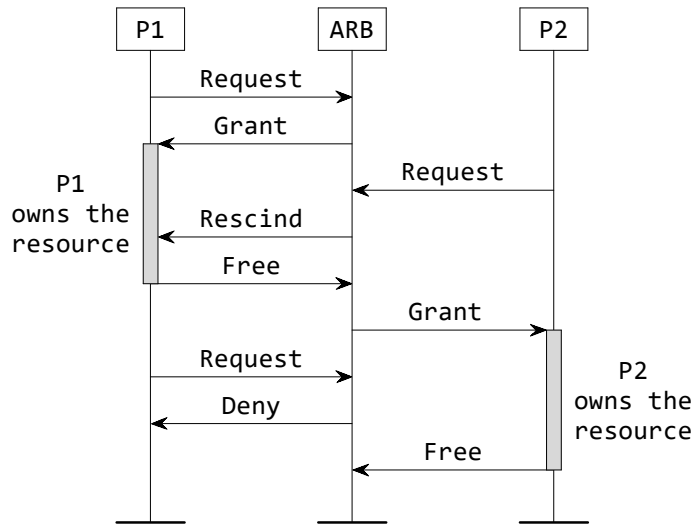 P1
ARB
P2
Request
Grant
Request
P1
owns the
resource
Rescind
Free
Grant
Request
P2
owns the
resource
Deny
Free